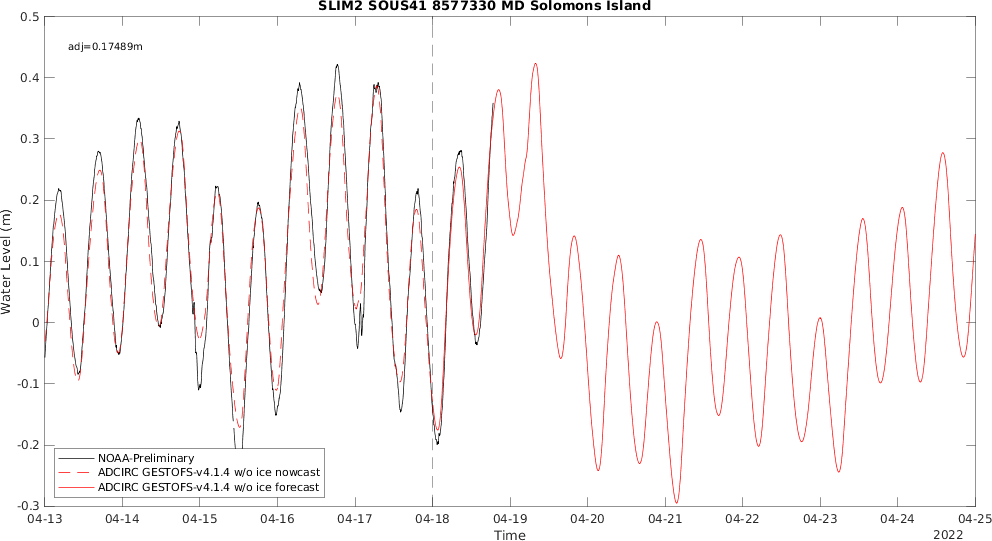 SLIM2 SOUS41 8577330 MD Solomons Island
adj=0.17489m
0.5
0.4
0.3
0.2
0.1
0
-0.1
-0.2
-0.3
Water Level (m)
NOAA-Preliminary
ADCIRC GESTOFS-v4.1.4 w/o ice nowcast
ADCIRC GESTOFS-v4.1.4 w/o ice forecast
04-13 04-14 04-15 04-16 04-17 04-18 04-19 04-20 04-21 04-22 04-23 04-24 04-25
Time
2022